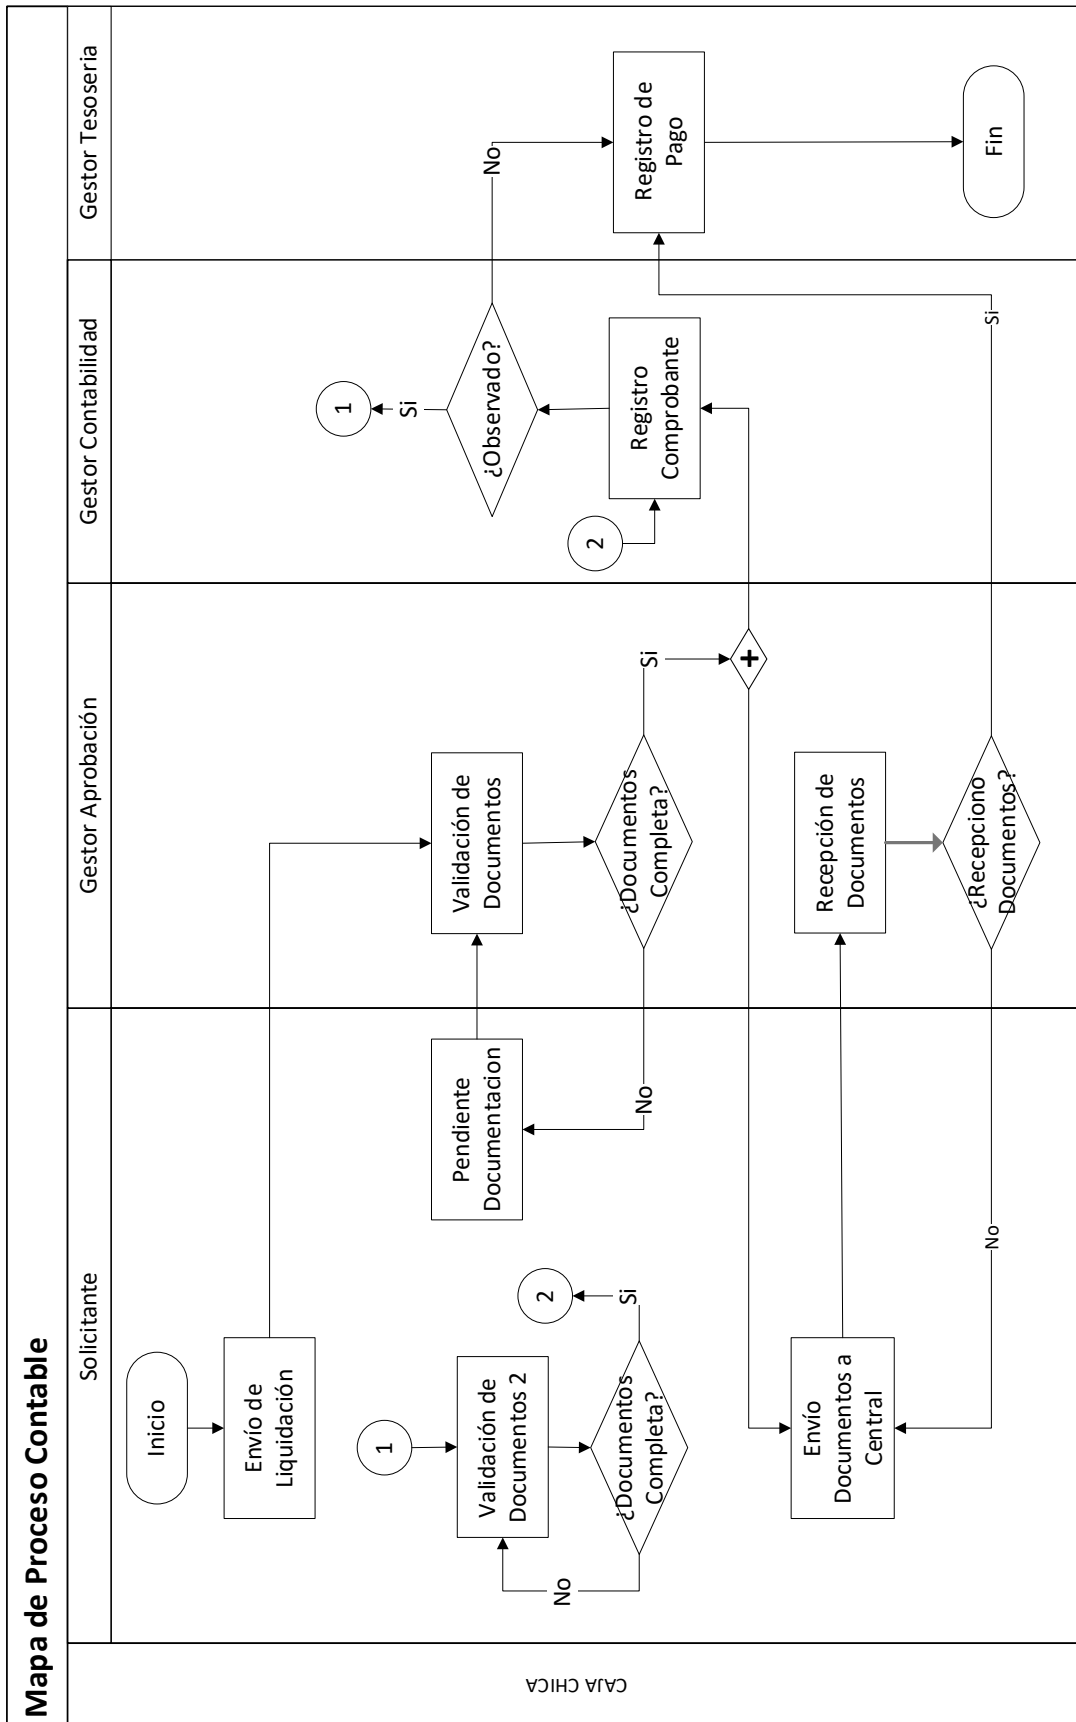 Mapa de Proceso Contable
CAJA CHICA
Solicitante
Gestor Aprobación
Gestor Contabilidad
Gestor Tesoseria
Inicio
Envío de
Liquidación
1
Validación de
Documentos 2
¿Documentos
Completa?
No
Si
2
Pendiente
Documentacion
No
Validación de
Documentos
¿Documentos
Completa?
Si
1
Si
¿Observado?
No
2
Registro
Comprobante
Registro de
Pago
Envío
Documentos a
Central
Recepción de
Documentos
¿Recepciono
Documentos?
No
Si
Fin